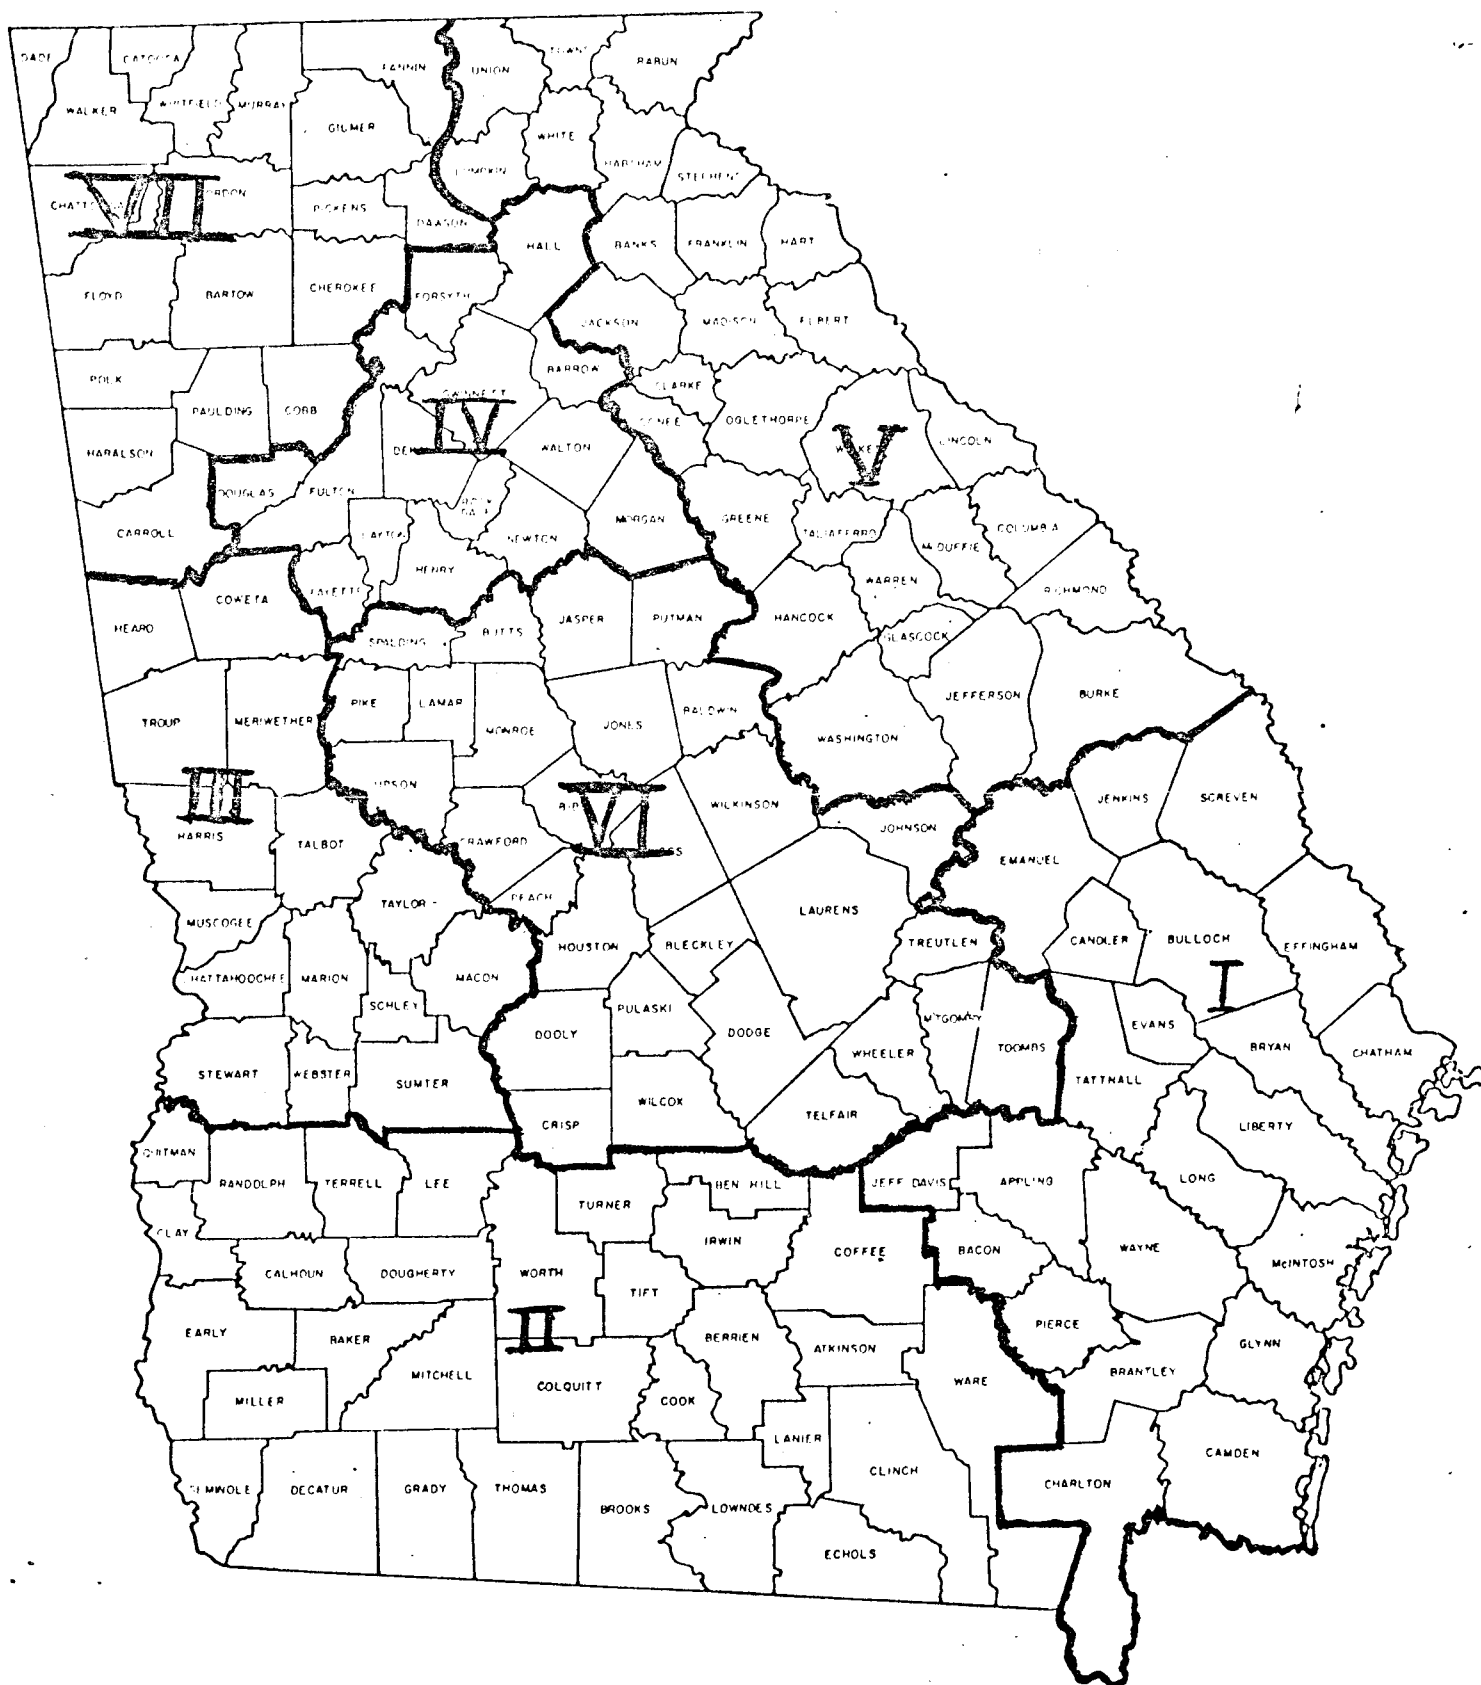 FANNIN
UNION
RABUN
WALKER
WHITFIELD
MURRAY
GILMER
WHITE
LUMPKIN
HABERSHAM
STEPHENS
VII
PICKENS
DAWSON
HALL
BANKS
FRANKLIN
HART
FLOYD
BARTOW
CHEROKEE
FORSYTH
JACKSON
MADISON
ELBERT
POLK
BARROW
CLARKE
PAULDING
COBB
GWINNETT
OGLETHORPE
IV
WALTON
V
LINCOLN
HARALSON
DOUGLAS
FULTON
MORGAN
GREENE
TALIAFERRO
COLUMBIA
CARROLL
CLAYTON
NEWTON
McDUFFIE
HENRY
WARREN
RICHMOND
COWETA
FAYETTE
HEARD
SPALDING
BUTTS
JASPER
PUTMAN
HANCOCK
GLASCOCK
TROUP
MERIWETHER
PIKE
LAMAR
MONROE
JONES
BALDWIN
JEFFERSON
BURKE
WASHINGTON
III
UPSON
VI
WILKINSON
JENKINS
SCREVEN
HARRIS
TALBOT
CRAWFORD
JOHNSON
EMANUEL
TAYLOR
PEACH
LAURENS
MUSCOGEE
HOUSTON
BLECKLEY
TREUTLEN
CANDLER
BULLOCH
EFFINGHAM
CHATTAHOOCHEE
MARION
MACON
I
SCHLEY
PULASKI
DOOLY
DODGE
M'TGOM'Y
EVANS
WHEELER
TOOMBS
BRYAN
CHATHAM
STEWART
WEBSTER
SUMTER
TATTNALL
WILCOX
TELFAIR
CRISP
LIBERTY
QUITMAN
RANDOLPH
TERRELL
LEE
TURNER
BEN HILL
JEFF DAVIS
APPLING
LONG
CLAY
IRWIN
COFFEE
BACON
WAYNE
CALHOUN
DOUGHERTY
WORTH
TIFT
McINTOSH
II
EARLY
BAKER
BERRIEN
ATKINSON
PIERCE
GLYNN
MILLER
MITCHELL
COLQUITT
COOK
WARE
BRANTLEY
LANIER
CLINCH
CAMDEN
SEMINOLE
DECATUR
GRADY
THOMAS
BROOKS
LOWNDES
CHARLTON
ECHOLS